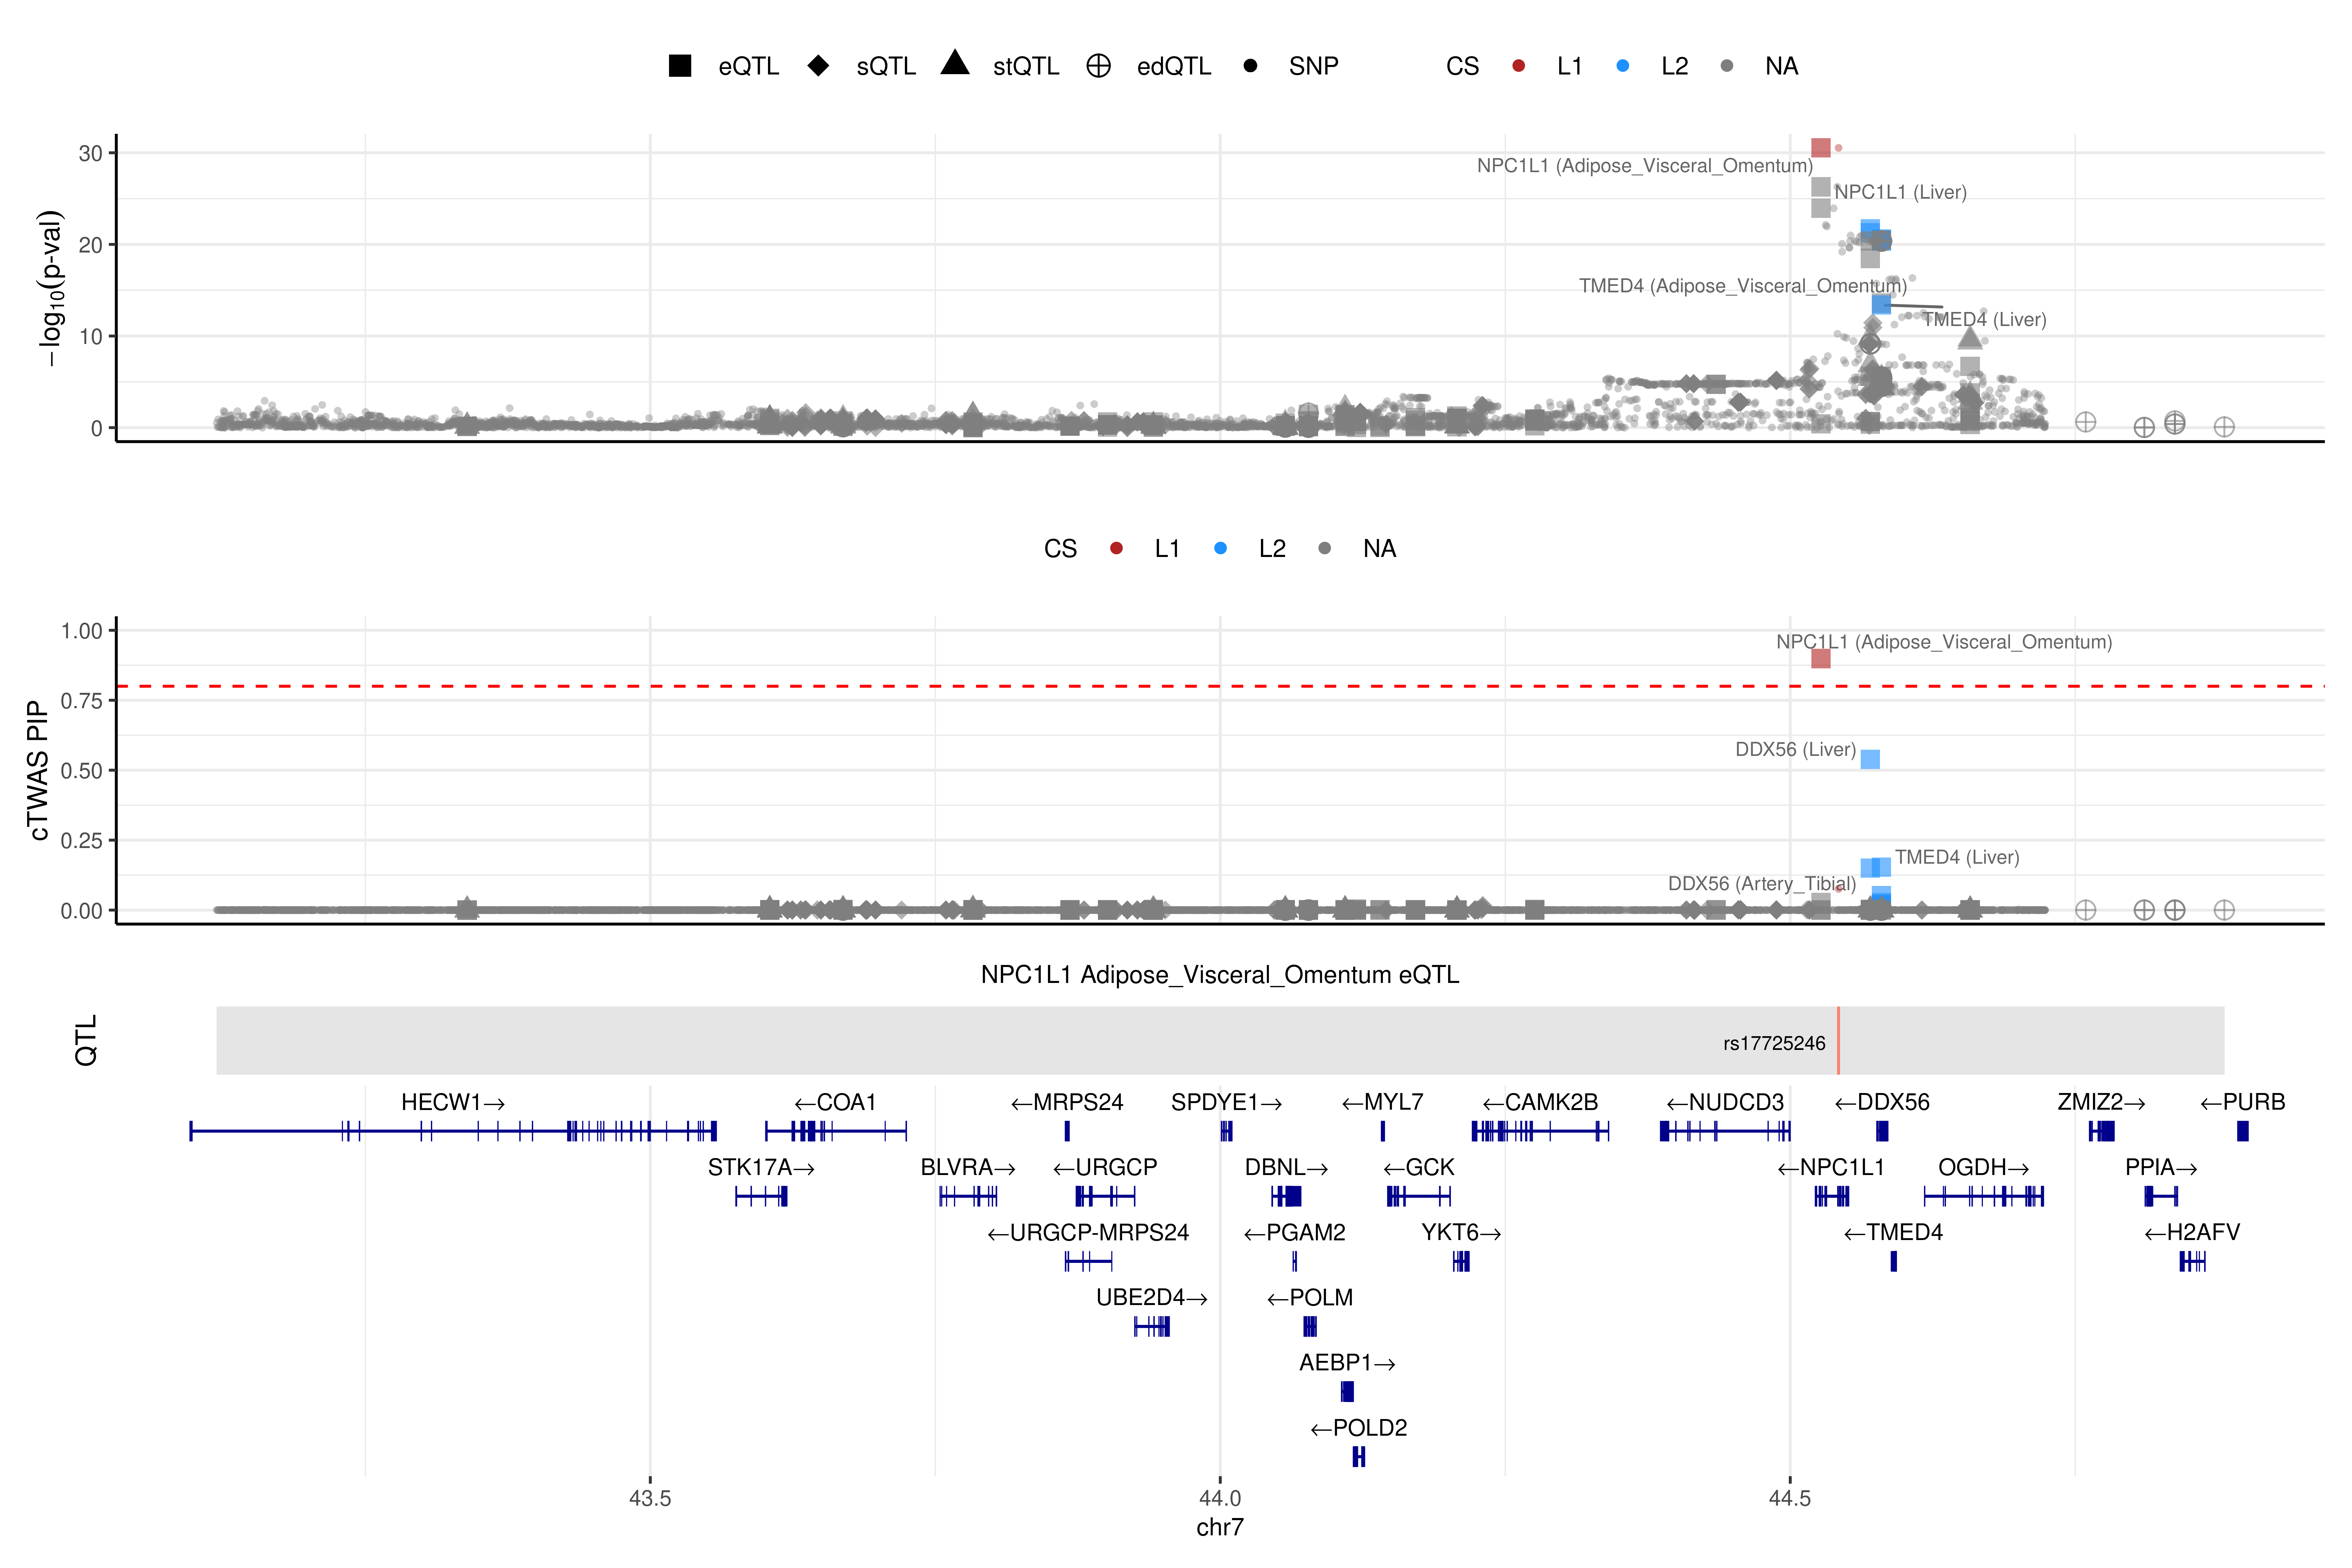 eQTL sQTL stQTL edQTL SNP CS L1 L2 NA
−log10(p-val)
30
20
10
0
NPC1L1 (Adipose_Visceral_Omentum)
NPC1L1 (Liver)
TMED4 (Adipose_Visceral_Omentum)
TMED4 (Liver)
CS L1 L2 NA
cTWAS PIP
1.00
0.75
0.50
0.25
0.00
NPC1L1 (Adipose_Visceral_Omentum)
DDX56 (Liver)
TMED4 (Liver)
DDX56 (Artery_Tibial)
NPC1L1 Adipose_Visceral_Omentum eQTL
QTL
rs17725246
HECW1→ ←COA1 ←MRPS24 SPDYE1→ ←MYL7 ←CAMK2B ←NUDCD3 ←DDX56 ZMIZ2→ ←PURB
STK17A→ BLVRA→ ←URGCP DBNL→ ←GCK ←NPC1L1 OGDH→ PPIA→
←URGCP-MRPS24 ←PGAM2 YKT6→ ←TMED4 ←H2AFV
UBE2D4→ ←POLM
AEBP1→
←POLD2
43.5 44.0 44.5
chr7